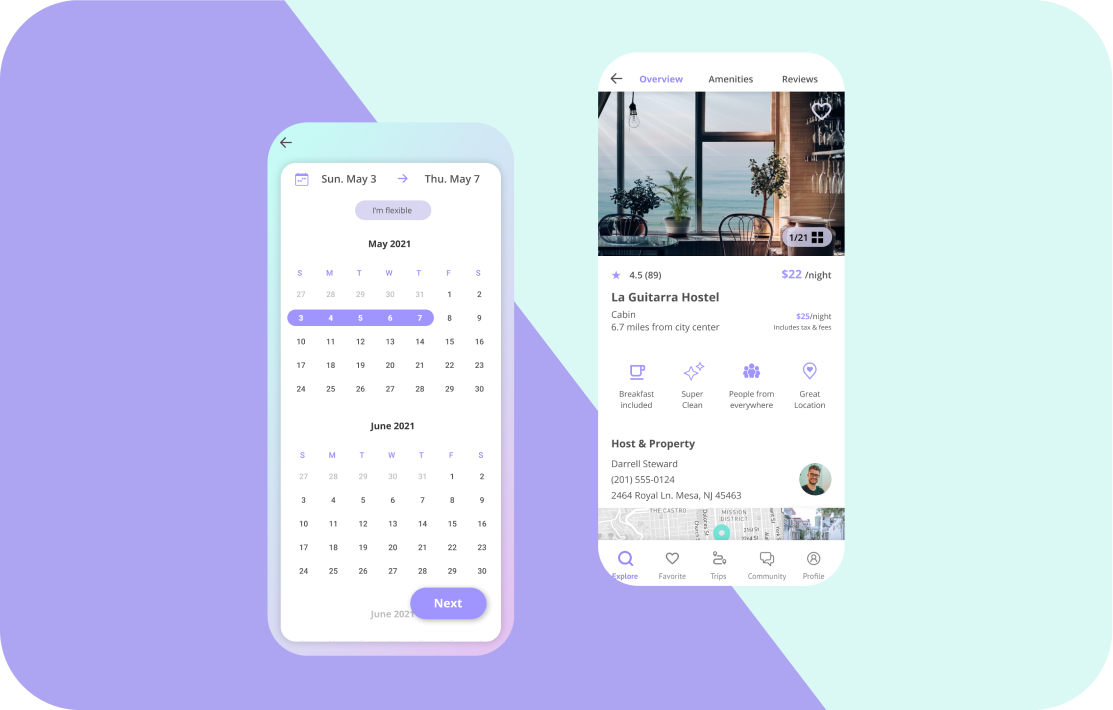 Sun. May 3 Thu. May 7
I'm flexible
May 2021
S M T W T F S
27 28 29 30 31 1 2
3 4 5 6 7 8 9
10 11 12 13 14 15 16
17 18 19 20 21 22 23
24 25 26 27 28 29 30
June 2021
S M T W T F S
27 28 29 30 31 1 2
3 4 5 6 7 8 9
10 11 12 13 14 15 16
17 18 19 20 21 22 23
24 25 26 27 28 29 30
Next
June 2021
Overview Amenities Reviews
1/21
4.5 (89) $22 /night
La Guitarra Hostel
Cabin $25/night
6.7 miles from city center Includes tax & fees
Breakfast included
Super Clean
People from everywhere
Great Location
Host & Property
Darrell Steward
(201) 555-0124
2464 Royal Ln. Mesa, NJ 45463
THE CASTRO
MISSION
DISTRICT
Dolores St
21st St
Explore Favorite Trips Community Profile